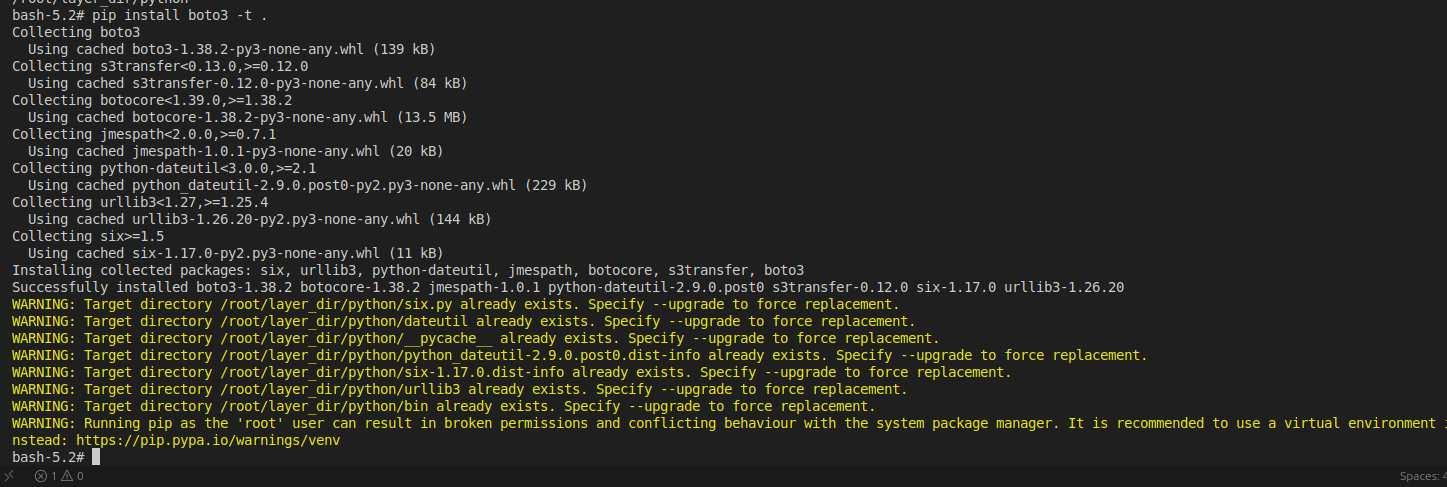 /root/layer_dir/python
bash-5.2# pip install boto3 -t .
Collecting boto3
  Using cached boto3-1.38.2-py3-none-any.whl (139 kB)
Collecting s3transfer<0.13.0,>=0.12.0
  Using cached s3transfer-0.12.0-py3-none-any.whl (84 kB)
Collecting botocore<1.39.0,>=1.38.2
  Using cached botocore-1.38.2-py3-none-any.whl (13.5 MB)
Collecting jmespath<2.0.0,>=0.7.1
  Using cached jmespath-1.0.1-py3-none-any.whl (20 kB)
Collecting python-dateutil<3.0.0,>=2.1
  Using cached python_dateutil-2.9.0.post0-py2.py3-none-any.whl (229 kB)
Collecting urllib3<1.27,>=1.25.4
  Using cached urllib3-1.26.20-py2.py3-none-any.whl (144 kB)
Collecting six>=1.5
  Using cached six-1.17.0-py2.py3-none-any.whl (11 kB)
Installing collected packages: six, urllib3, python-dateutil, jmespath, botocore, s3transfer, boto3
Successfully installed boto3-1.38.2 botocore-1.38.2 jmespath-1.0.1 python-dateutil-2.9.0.post0 s3transfer-0.12.0 six-1.17.0 urllib3-1.26.20
WARNING: Target directory /root/layer_dir/python/six.py already exists. Specify --upgrade to force replacement.
WARNING: Target directory /root/layer_dir/python/dateutil already exists. Specify --upgrade to force replacement.
WARNING: Target directory /root/layer_dir/python/__pycache__ already exists. Specify --upgrade to force replacement.
WARNING: Target directory /root/layer_dir/python/python_dateutil-2.9.0.post0.dist-info already exists. Specify --upgrade to force replacement.
WARNING: Target directory /root/layer_dir/python/six-1.17.0.dist-info already exists. Specify --upgrade to force replacement.
WARNING: Target directory /root/layer_dir/python/urllib3 already exists. Specify --upgrade to force replacement.
WARNING: Target directory /root/layer_dir/python/bin already exists. Specify --upgrade to force replacement.
WARNING: Running pip as the 'root' user can result in broken permissions and conflicting behaviour with the system package manager. It is recommended to use a virtual environment i
nstead: https://pip.pypa.io/warnings/venv
bash-5.2#
1 0 Spaces: 4